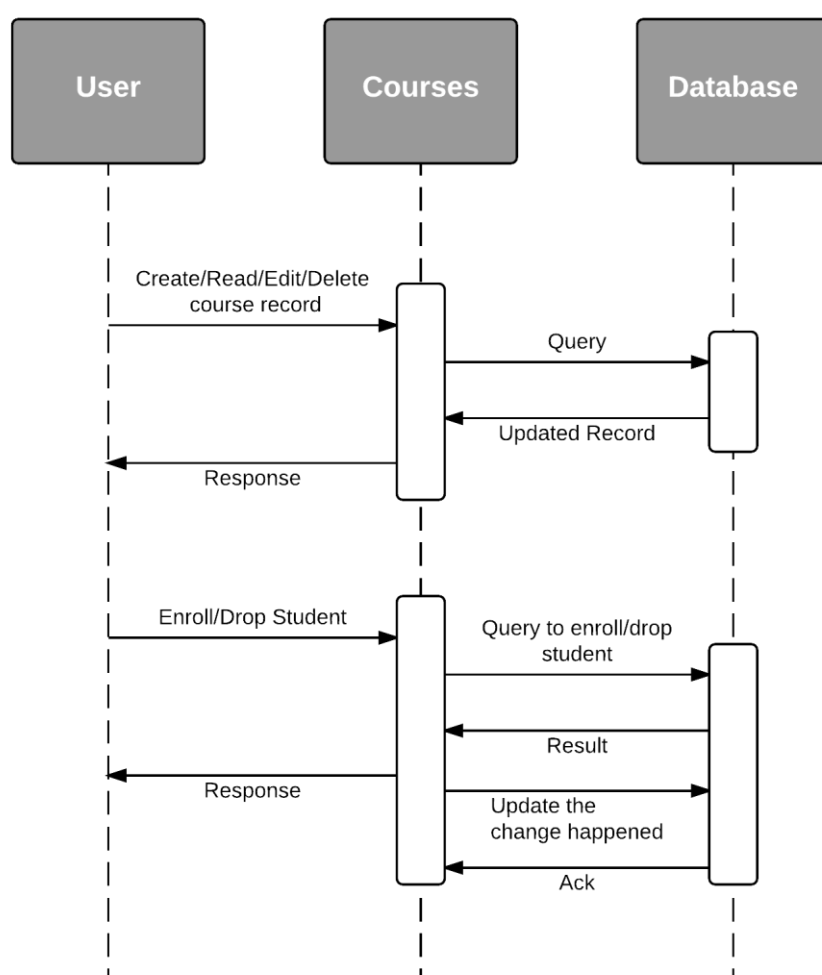 User
Courses
Database
Create/Read/Edit/Delete
course record
Query
Updated Record
Response
Enroll/Drop Student
Query to enroll/drop
student
Result
Response
Update the
change happened
Ack